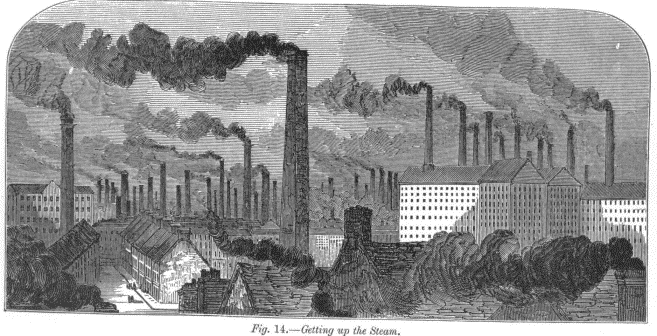 Fig. 14.—Getting up the Steam.